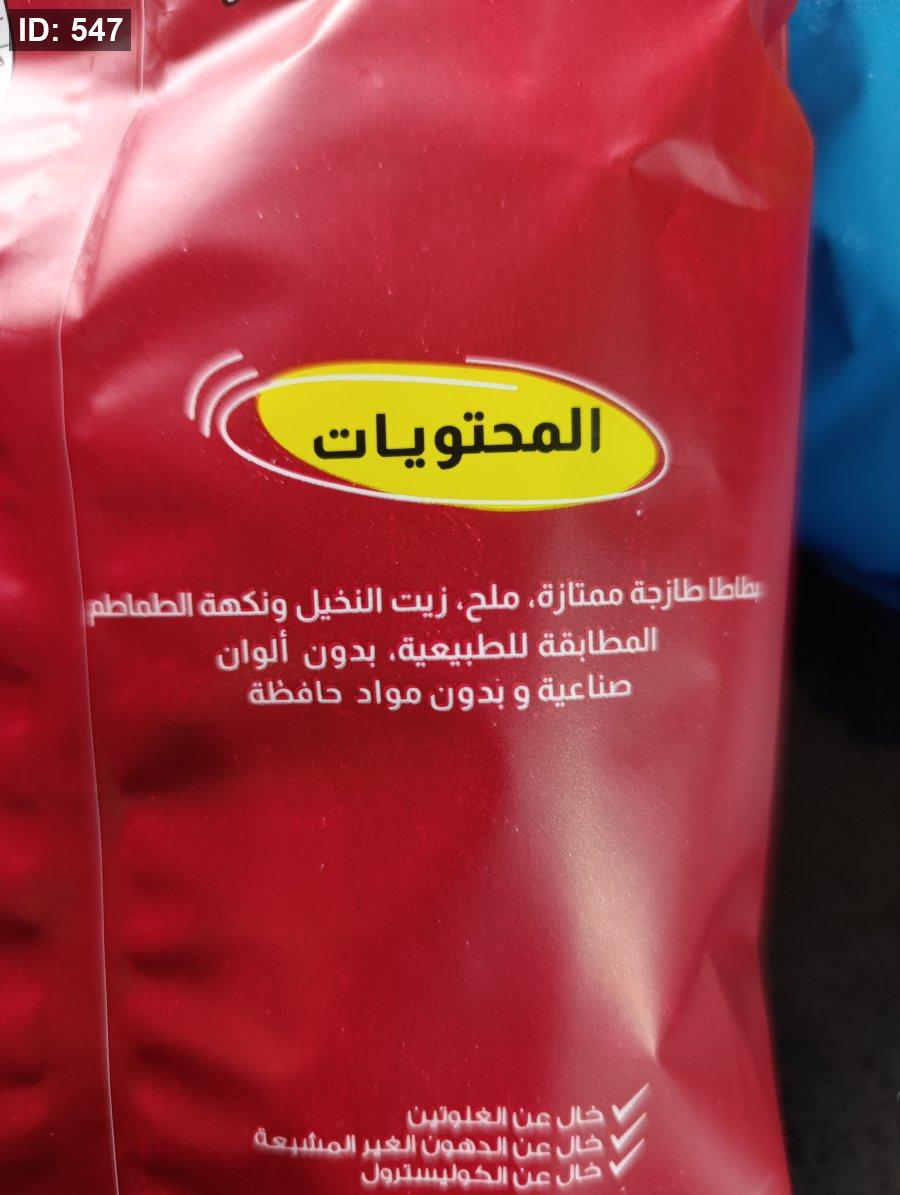 ID: 547
المحتويات
بطاطا طازجة ممتازة، ملح، زيت النخيل ونكهة الطماطم
المطابقة للطبيعية، بدون ألوان
صناعية و بدون مواد حافظة
خال عن الغلوتين
خال عن الدهون الغير المشبعة
خال عن الكوليسترول